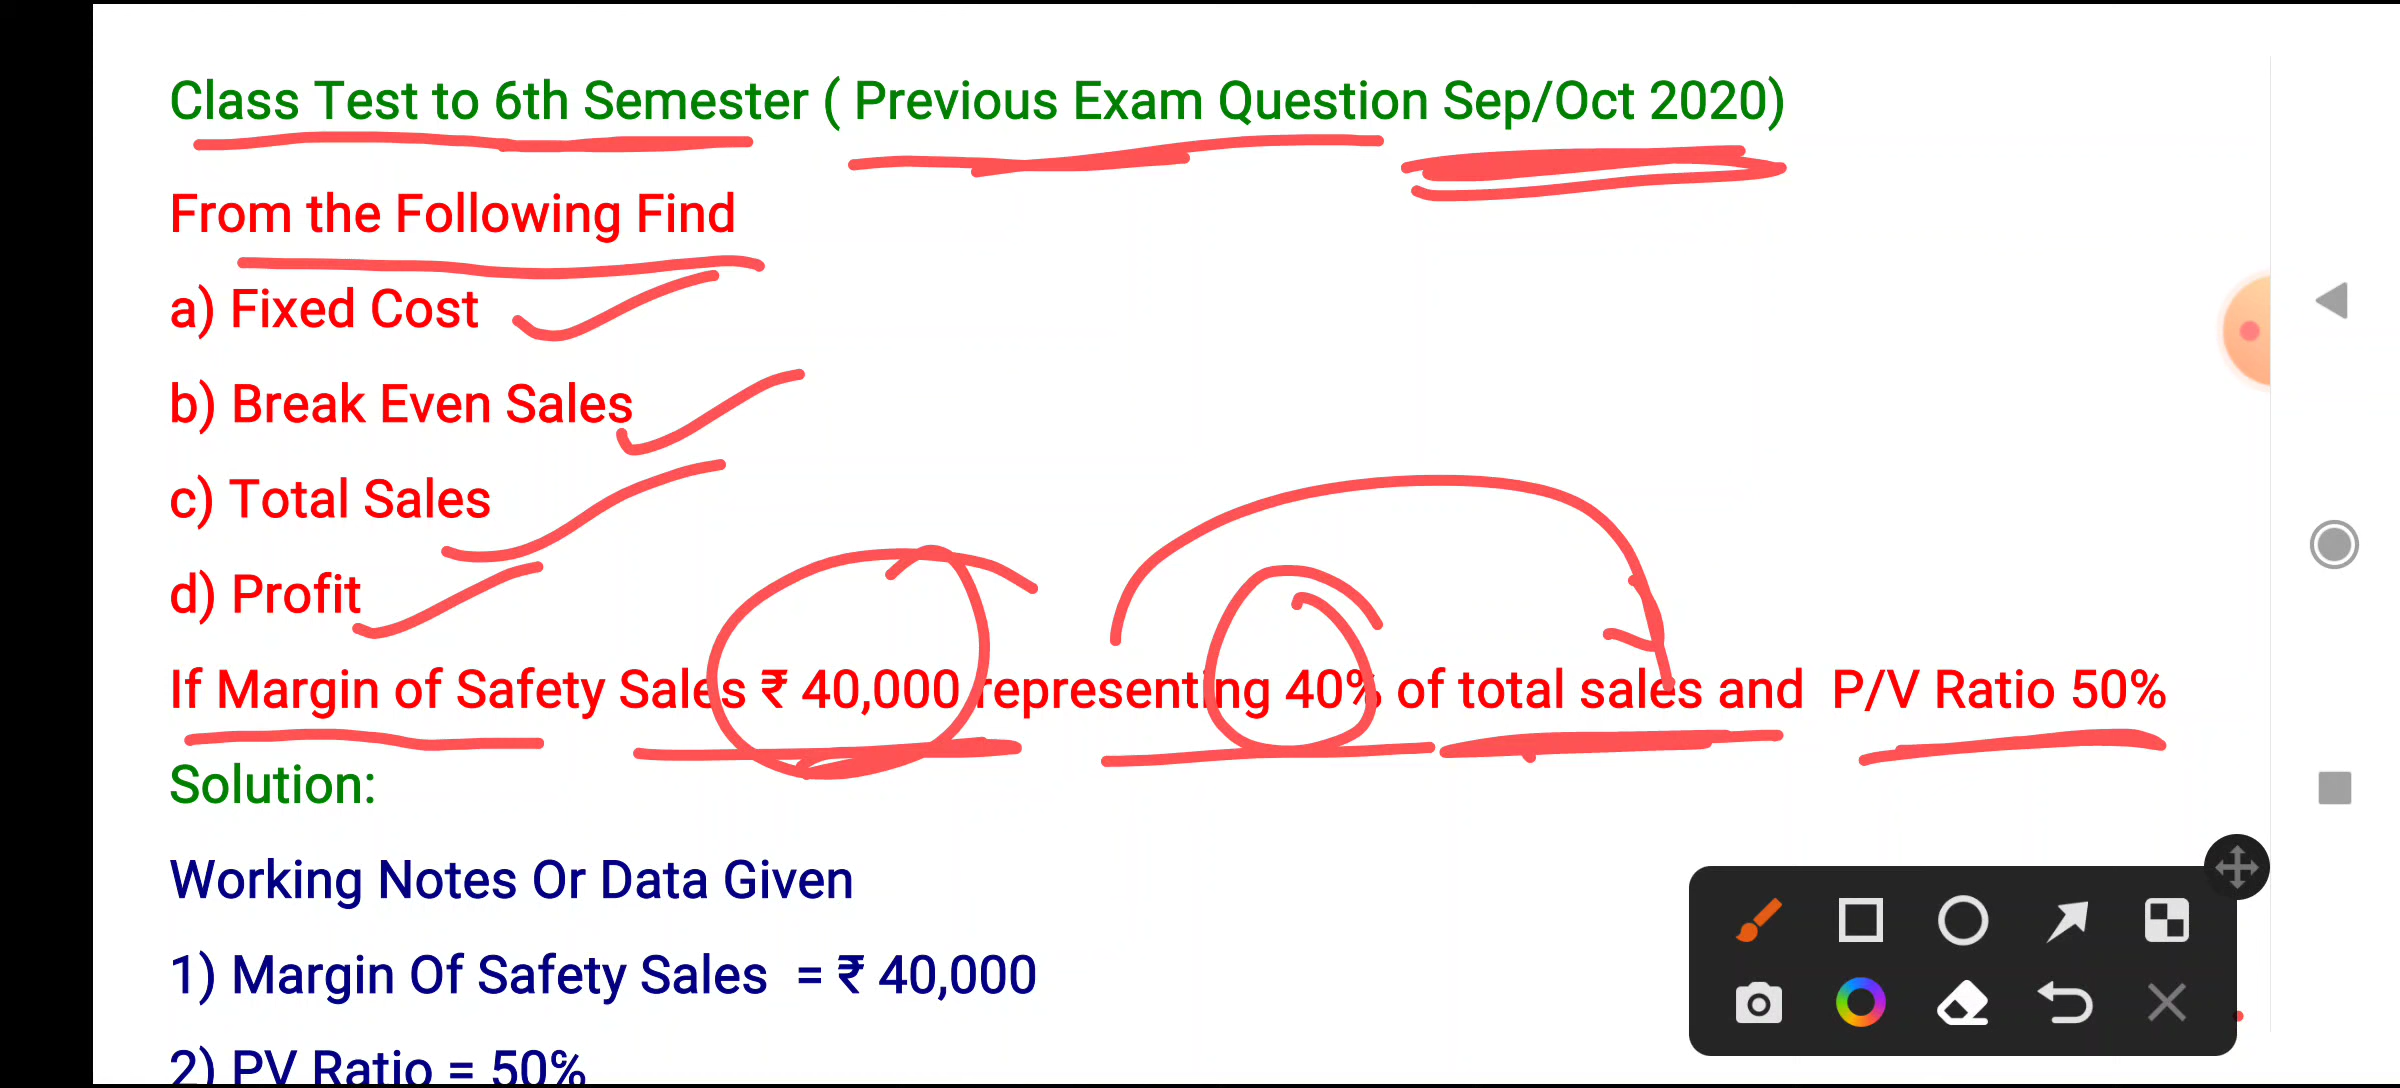 Class Test to 6th Semester ( Previous Exam Question Sep/Oct 2020)
From the Following Find
a) Fixed Cost
b) Break Even Sales
c) Total Sales
d) Profit
If Margin of Safety Sales ₹ 40,000 representing 40% of total sales and P/V Ratio 50%
Solution:
Working Notes Or Data Given
1) Margin Of Safety Sales = ₹ 40,000
2) PV Ratio = 50%